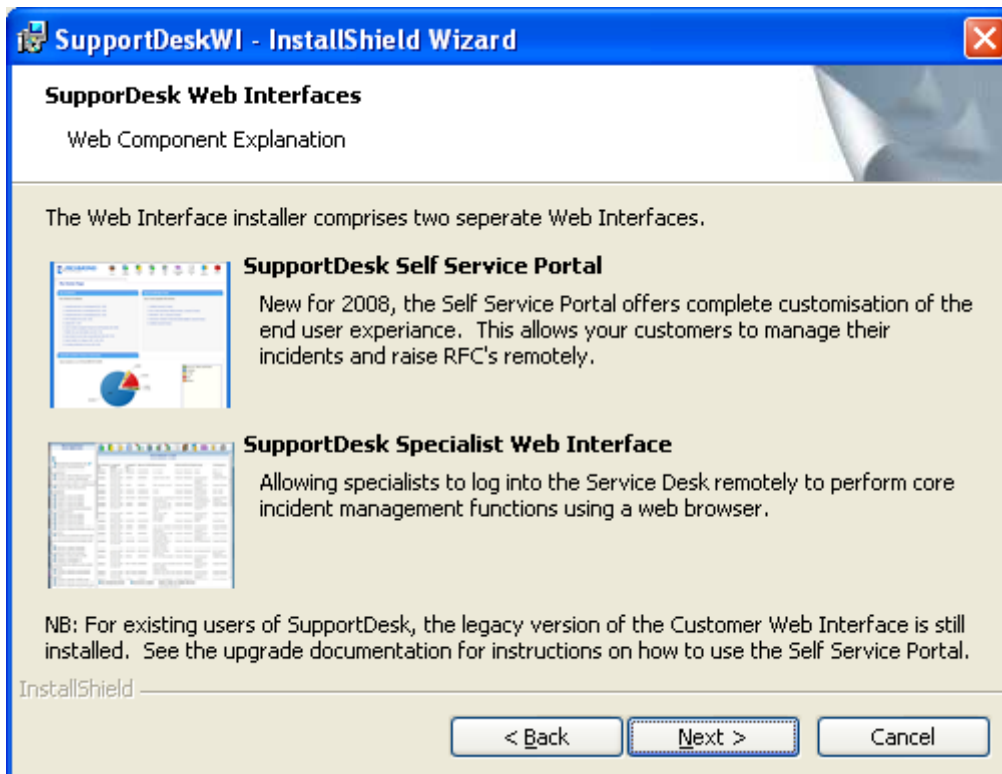 SupportDeskWI - InstallShield Wizard
SupporDesk Web Interfaces
Web Component Explanation
The Web Interface installer comprises two seperate Web Interfaces.
SupportDesk Self Service Portal
New for 2008, the Self Service Portal offers complete customisation of the
end user experiance.  This allows your customers to manage their
incidents and raise RFC's remotely.
SupportDesk Specialist Web Interface
Allowing specialists to log into the Service Desk remotely to perform core
incident management functions using a web browser.
NB: For existing users of SupportDesk, the legacy version of the Customer Web Interface is still
installed.  See the upgrade documentation for instructions on how to use the Self Service Portal.
InstallShield
< Back
Next >
Cancel